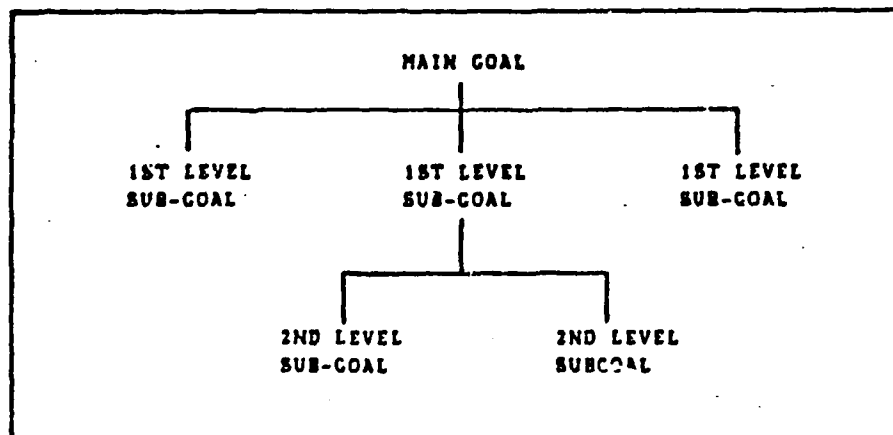 MAIN GOAL
1ST LEVEL 1ST LEVEL 1ST LEVEL
SUB-GOAL SUB-GOAL SUB-GOAL
2ND LEVEL 2ND LEVEL
SUB-GOAL SUBGOAL